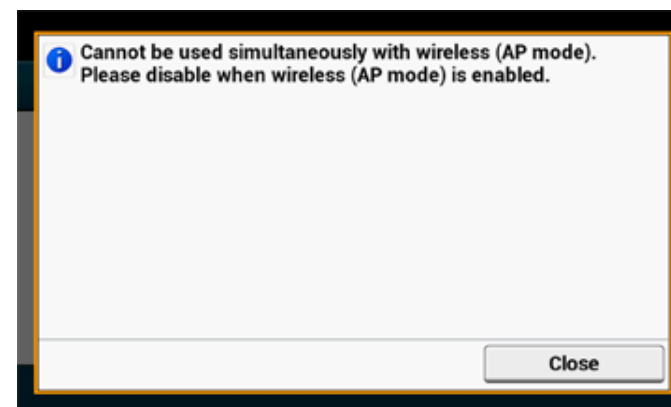 Cannot be used simultaneously with wireless (AP mode).
Please disable when wireless (AP mode) is enabled.
Close